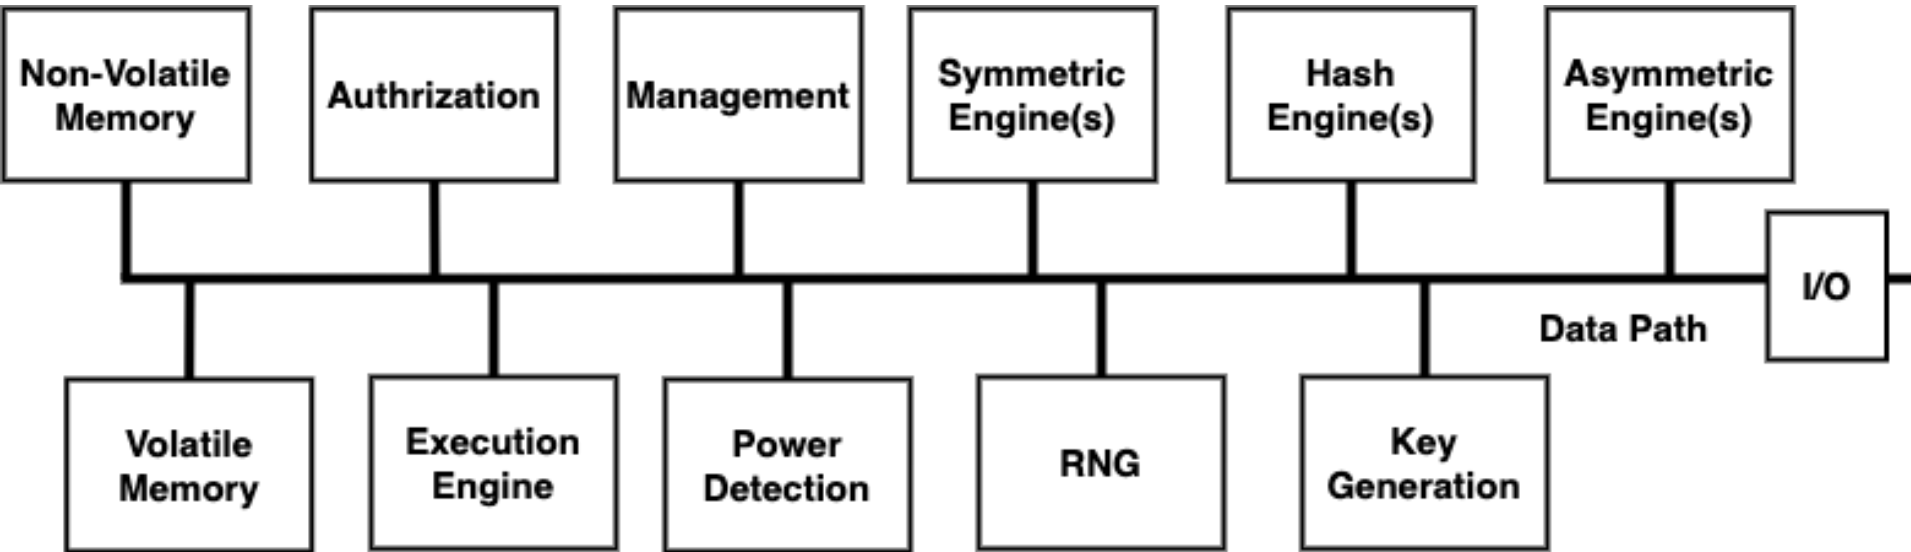 Non-Volatile
Memory
Authrization
Management
Symmetric
Engine(s)
Hash
Engine(s)
Asymmetric
Engine(s)
I/O
Data Path
Volatile
Memory
Execution
Engine
Power
Detection
RNG
Key
Generation